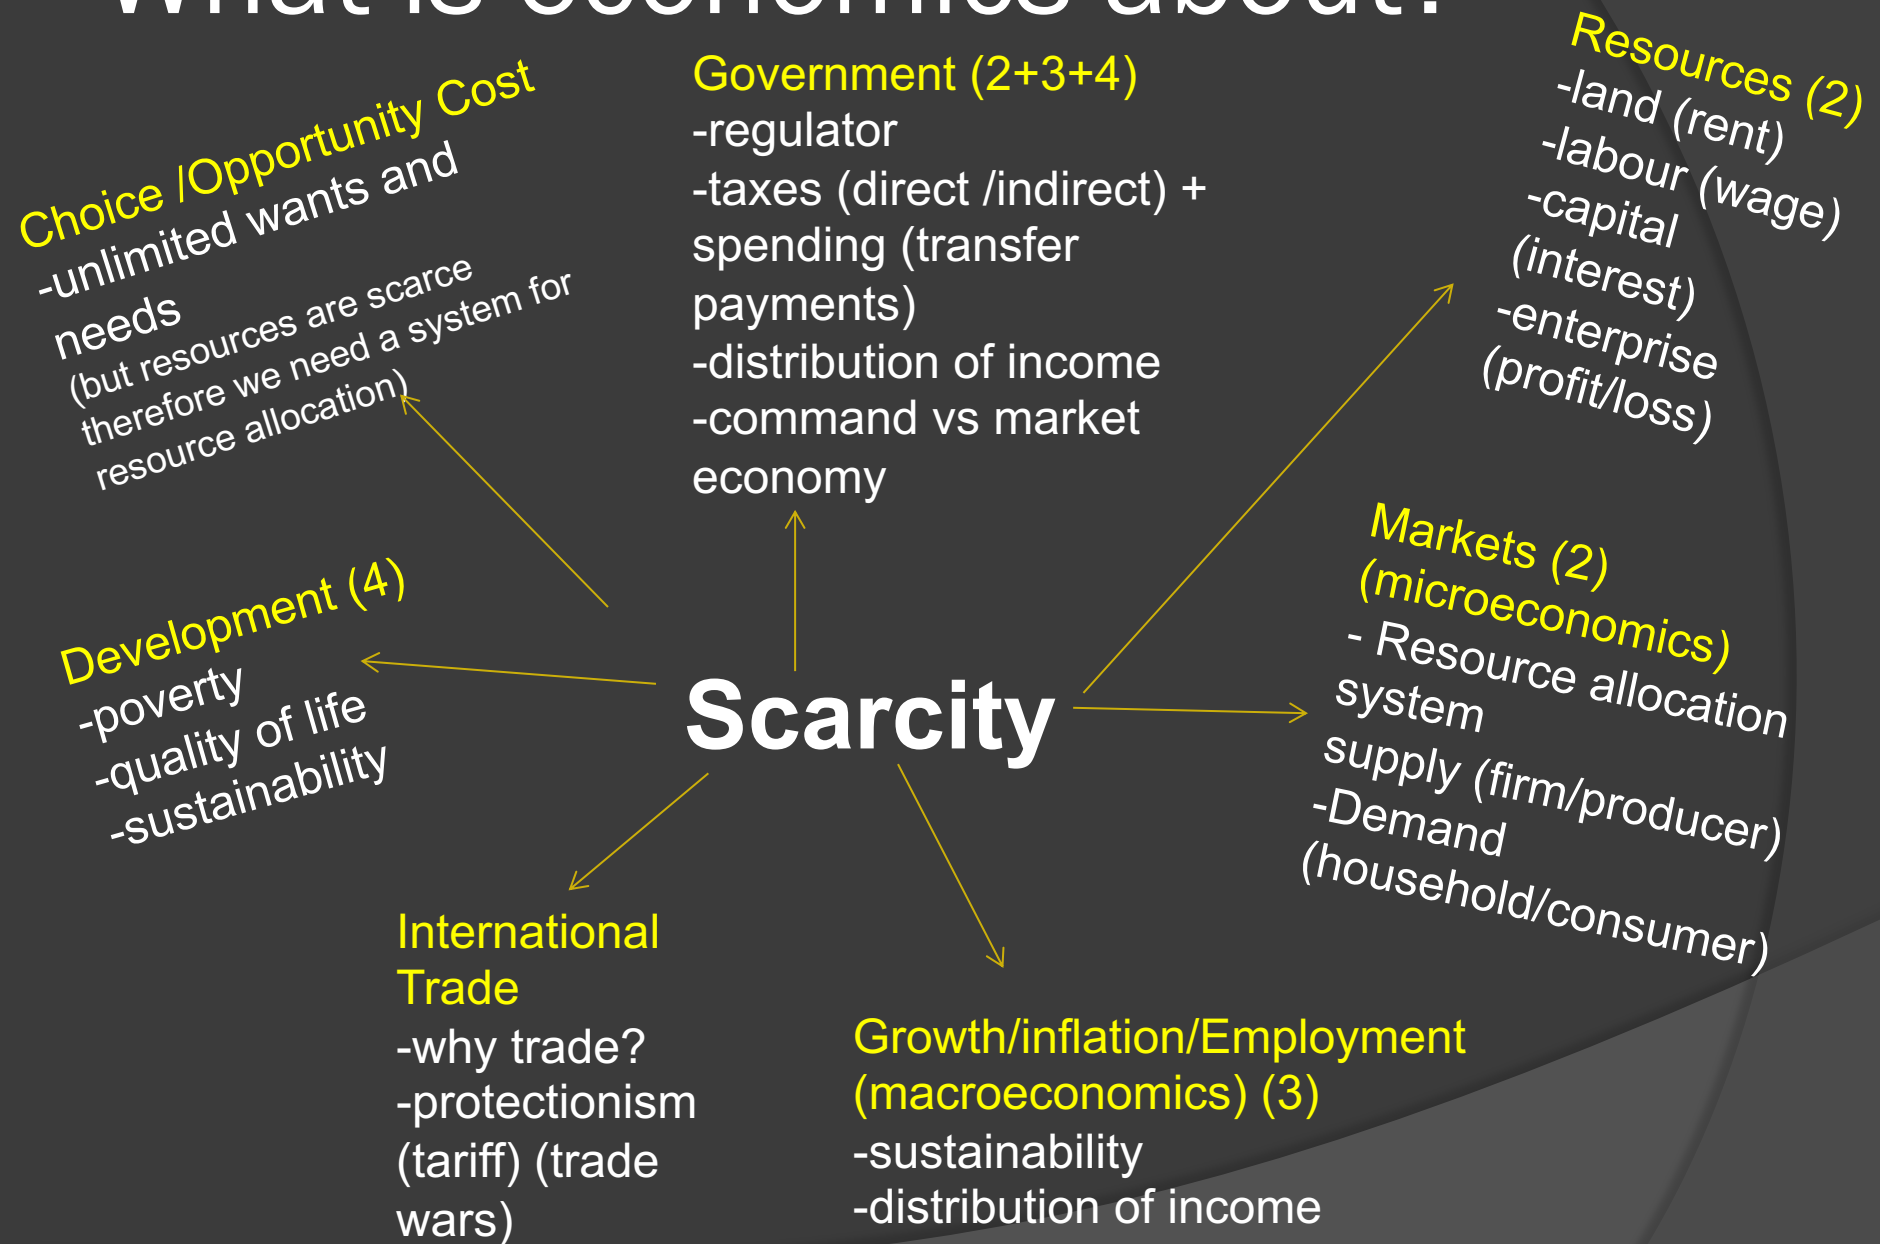 What is economics about?
Choice /Opportunity Cost
-unlimited wants and
needs
(but resources are scarce
therefore we need a system for
resource allocation)
Government (2+3+4)
-regulator
-taxes (direct /indirect) +
spending (transfer
payments)
-distribution of income
-command vs market
economy
Resources (2)
-land (rent)
-labour (wage)
-capital
(interest)
-enterprise
(profit/loss)
Markets (2)
(microeconomics)
- Resource allocation
system
supply (firm/producer)
-Demand
(household/consumer)
Development (4)
-poverty
-quality of life
-sustainability
Scarcity
International
Trade
-why trade?
-protectionism
(tariff) (trade
wars)
Growth/inflation/Employment
(macroeconomics) (3)
-sustainability
-distribution of income